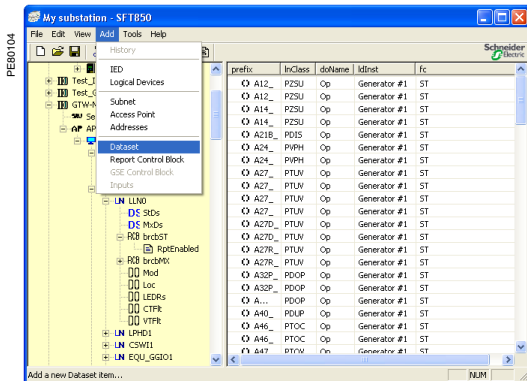 PE80104
My substation - SFT850
File Edit View Add Tools Help
Schneider Electric
History
IED
Logical Devices
Subnet
Access Point
Addresses
Dataset
Report Control Block
GSE Control Block
Inputs
Test_
Test_
GTW-
Se
AP AP
LN LLN0
DS StDs
DS MxDs
RCB brcbST
RptEnabled
RCB brcbMX
Mod
Loc
LEDRs
CTFlt
VTFlt
LN LPHD1
LN CSWI1
LN EQU_GGIO1
prefix lnClass doName ldInst fc
A12_ PZSU Op Generator #1 ST
A12_ PZSU Op Generator #1 ST
A14_ PZSU Op Generator #1 ST
A14_ PZSU Op Generator #1 ST
A21B_ PDIS Op Generator #1 ST
A24_ PVPH Op Generator #1 ST
A24_ PVPH Op Generator #1 ST
A27_ PTUV Op Generator #1 ST
A27_ PTUV Op Generator #1 ST
A27_ PTUV Op Generator #1 ST
A27_ PTUV Op Generator #1 ST
A27D_ PTUV Op Generator #1 ST
A27D_ PTUV Op Generator #1 ST
A27R_ PTUV Op Generator #1 ST
A27R_ PTUV Op Generator #1 ST
A32P_ PDOP Op Generator #1 ST
A32P_ PDOP Op Generator #1 ST
A... PDOP Op Generator #1 ST
A40_ PDUP Op Generator #1 ST
A46_ PTOC Op Generator #1 ST
A46_ PTOC Op Generator #1 ST
A47_ PTOV Op Generator #1 ST
Add a new Dataset item...
NUM